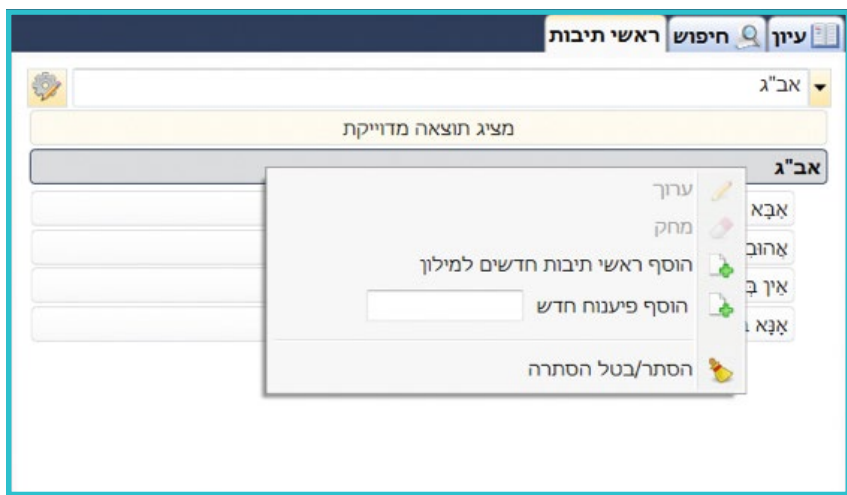 עיון חיפוש ראשי תיבות
אב"ג
מציג תוצאה מדוייקת
אב"ג
ערוך
אַבָּא
מחק
הוסף ראשי תיבות חדשים למילון
אֵין
הוסף פיענוח חדש
אָנָּא
הסתר/בטל הסתרה